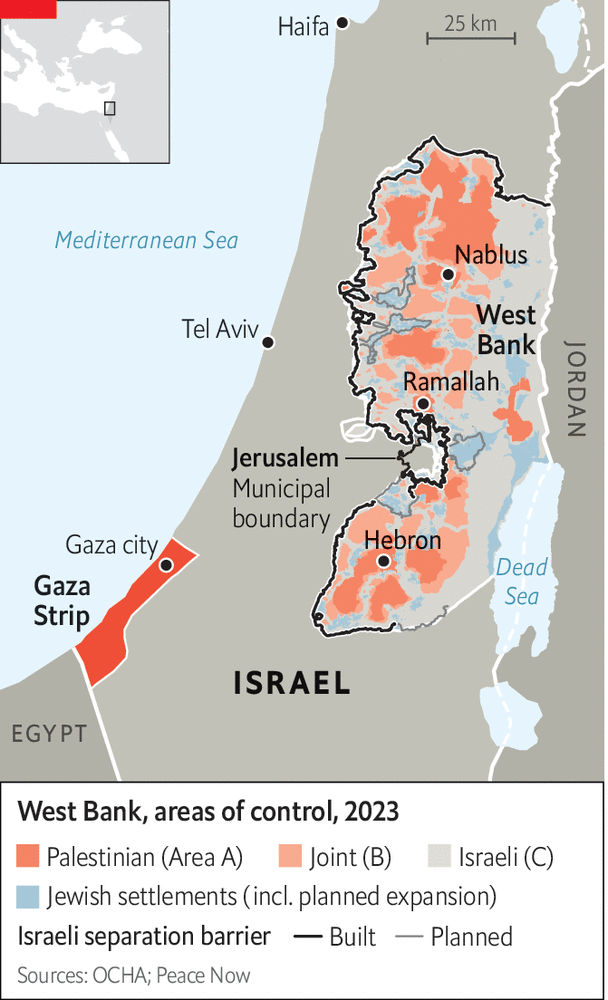 Haifa
25 km
Mediterranean Sea
Nablus
West
Bank
Tel Aviv
JORDAN
Ramallah
Jerusalem
Municipal
boundary
Gaza city
Hebron
Gaza
Strip
Dead
Sea
ISRAEL
EGYPT
West Bank, areas of control, 2023
Palestinian (Area A) Joint (B) Israeli (C)
Jewish settlements (incl. planned expansion)
Israeli separation barrier Built Planned
Sources: OCHA; Peace Now